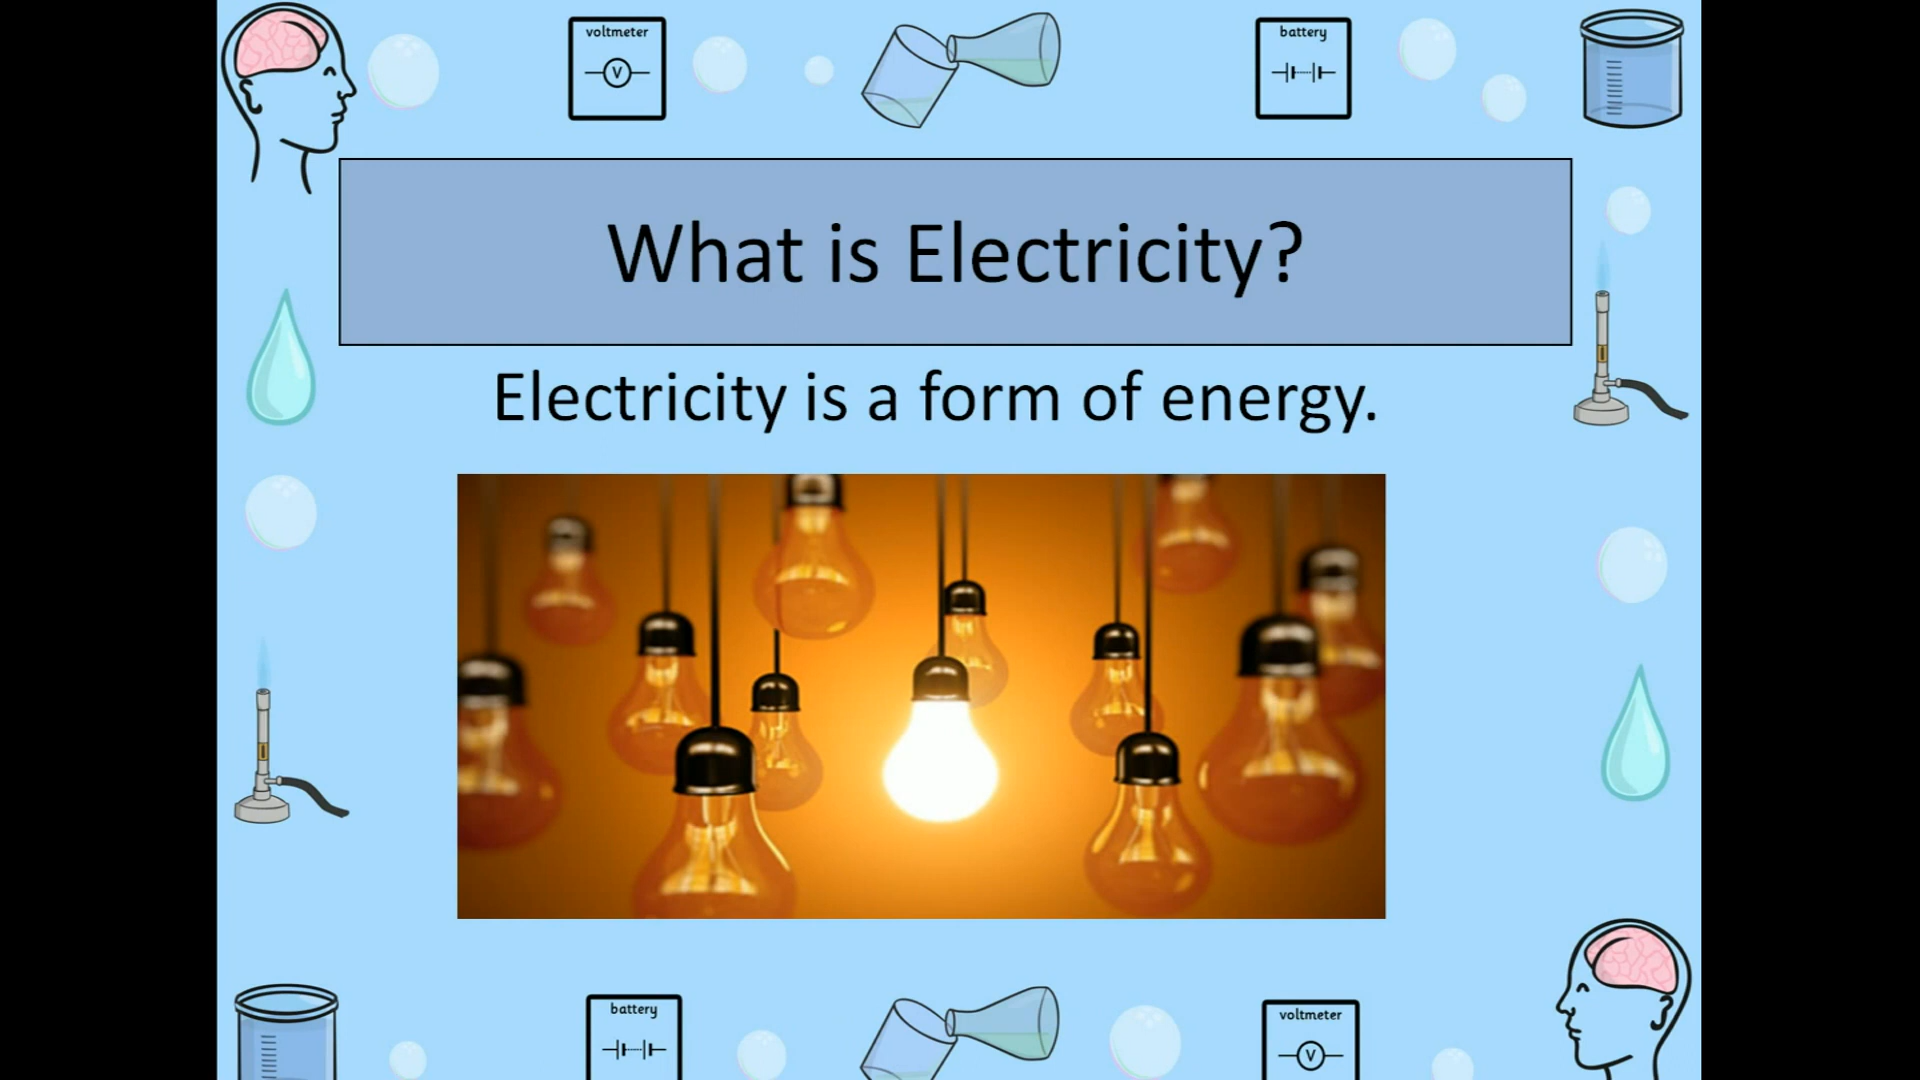 voltmeter
V
battery
What is Electricity?
Electricity is a form of energy.
battery
voltmeter
V